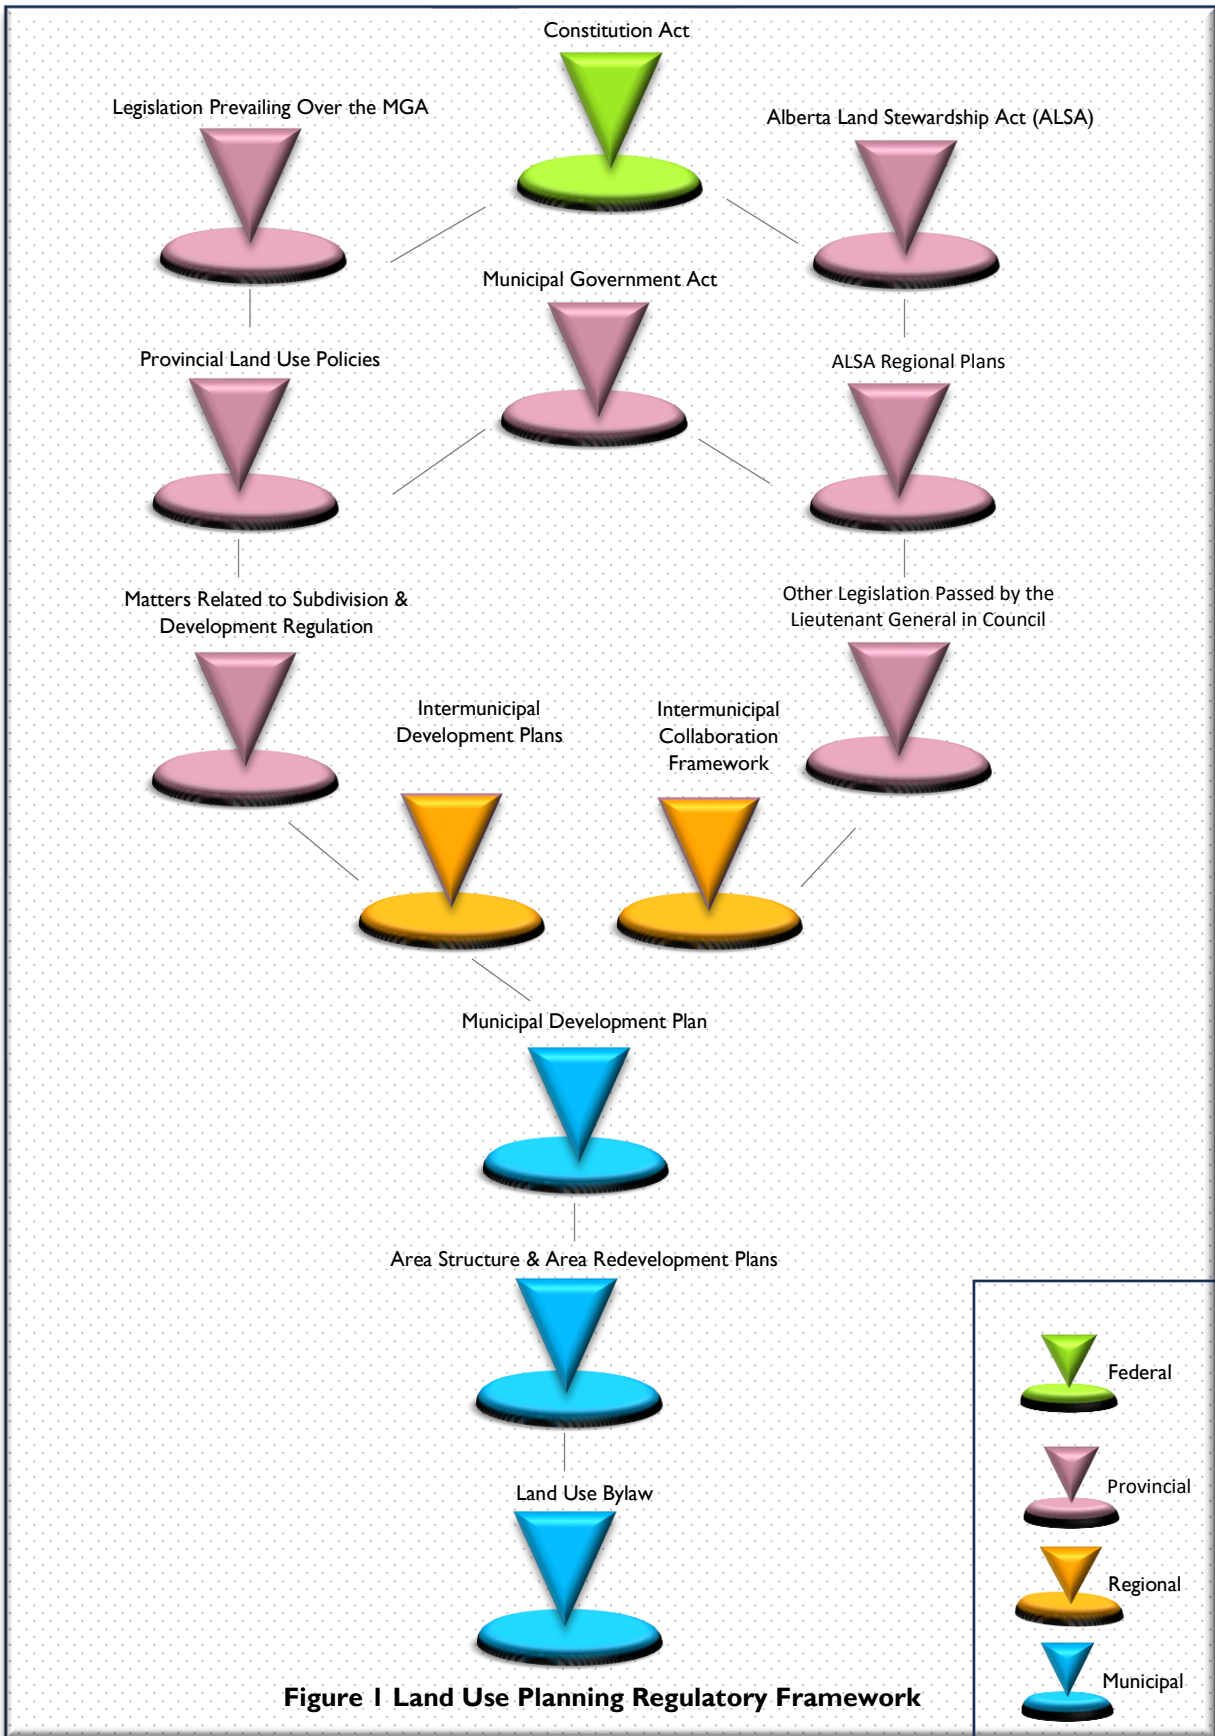 Constitution Act
Legislation Prevailing Over the MGA
Alberta Land Stewardship Act (ALSA)
Municipal Government Act
Provincial Land Use Policies
ALSA Regional Plans
Matters Related to Subdivision &
Development Regulation
Other Legislation Passed by the
Lieutenant General in Council
Intermunicipal
Development Plans
Intermunicipal
Collaboration
Framework
Municipal Development Plan
Area Structure & Area Redevelopment Plans
Land Use Bylaw
Federal
Provincial
Regional
Municipal
Figure 1 Land Use Planning Regulatory Framework